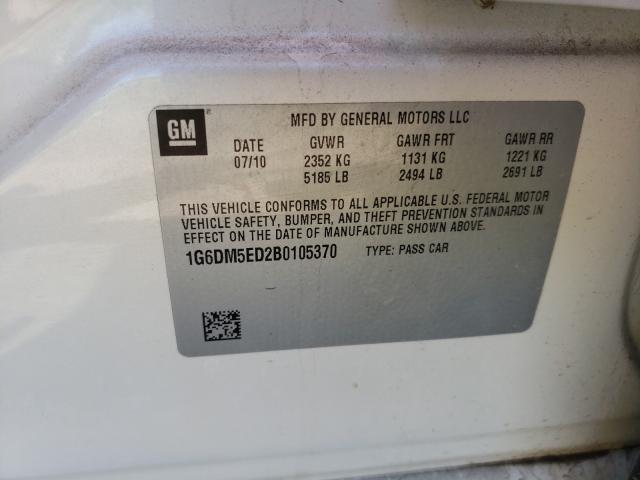 GM
MFD BY GENERAL MOTORS LLC
DATE GVWR GAWR FRT GAWR RR
07/10 2352 KG 1131 KG 1221 KG
5185 LB 2494 LB 2691 LB
THIS VEHICLE CONFORMS TO ALL APPLICABLE U.S. FEDERAL MOTOR
VEHICLE SAFETY, BUMPER, AND THEFT PREVENTION STANDARDS IN
EFFECT ON THE DATE OF MANUFACTURE SHOWN ABOVE.
1G6DM5ED2B0105370 TYPE: PASS CAR